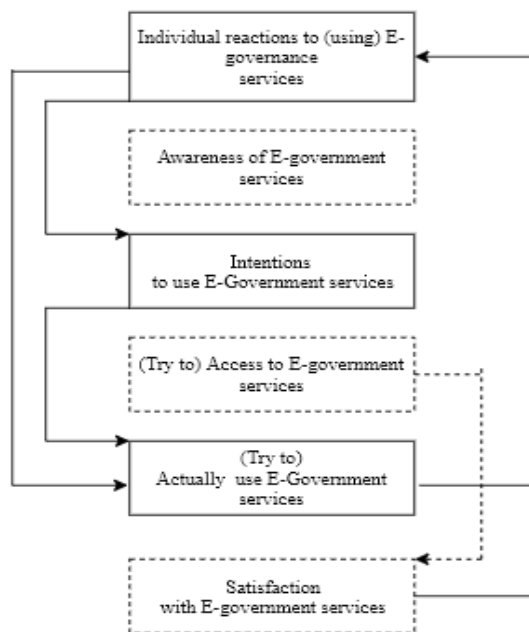 Individual reactions to (using) E-
governance
services
Awareness of E-government
services
Intentions
to use E-Government services
(Try to) Access to E-government
services
(Try to)
Actually use E-Government
services
Satisfaction
with E-government services